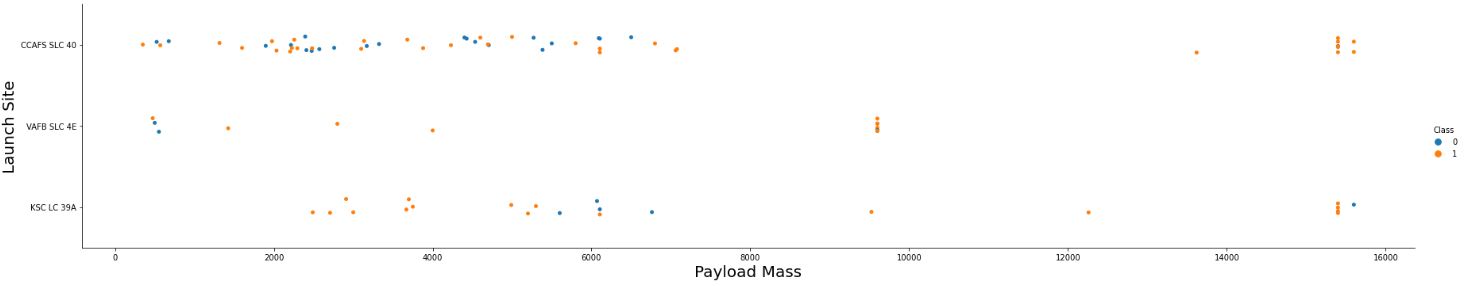 Launch Site
CCAFS SLC 40
VAFB SLC 4E
KSC LC 39A
0 2000 4000 6000 8000 10000 12000 14000 16000
Payload Mass
Class
0
1